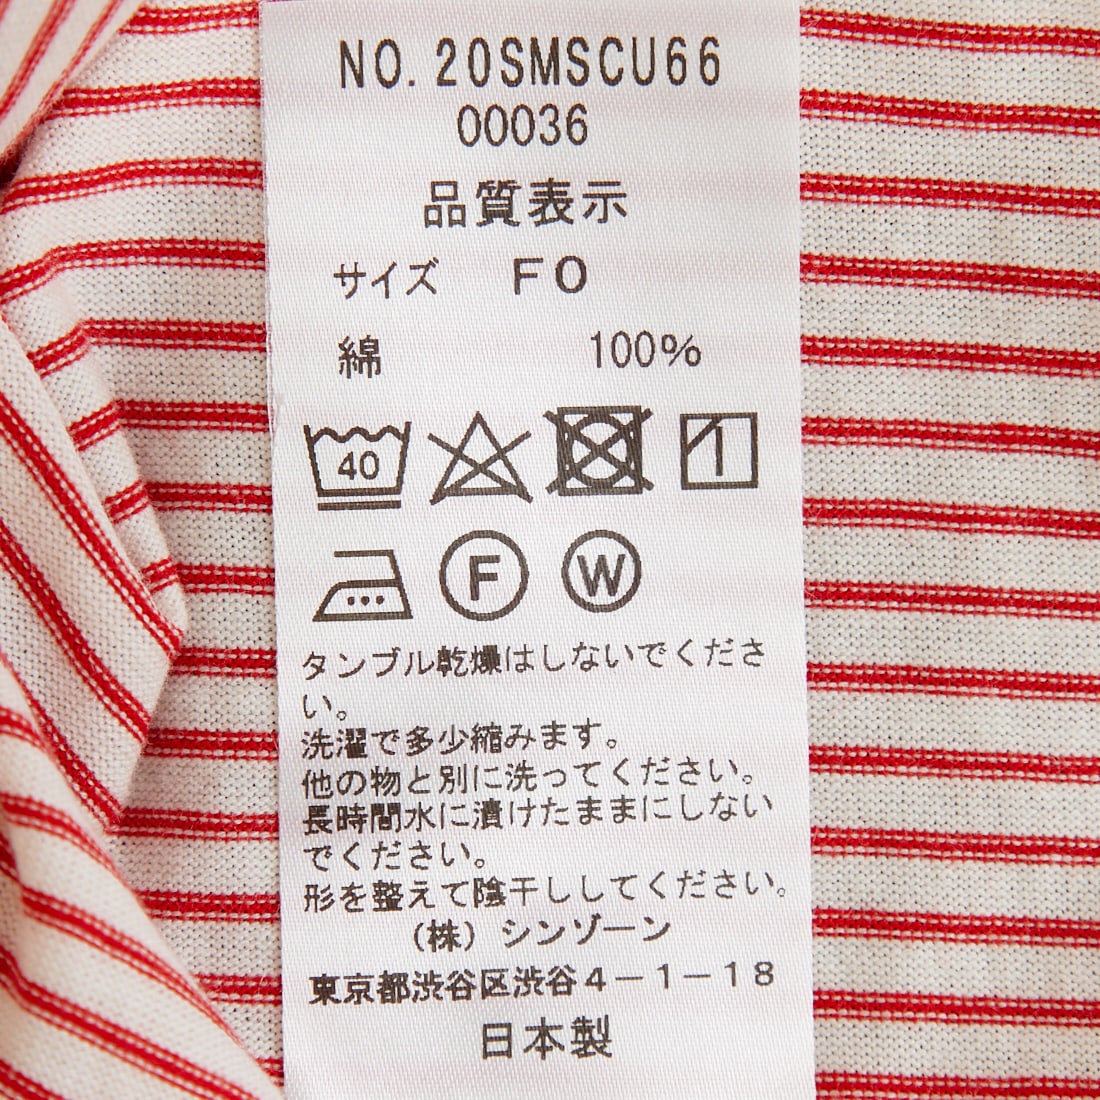 NO.20SMSCU66
00036
品質表示
サイズ FO
綿 100%
40
F W
タンブル乾燥はしないでくださ
い。
洗濯で多少縮みます。
他の物と別に洗ってください。
長時間水に漬けたままにしない
でください。
形を整えて陰干ししてください。
（株）シンゾーン
東京都渋谷区渋谷4－1－18
日本製